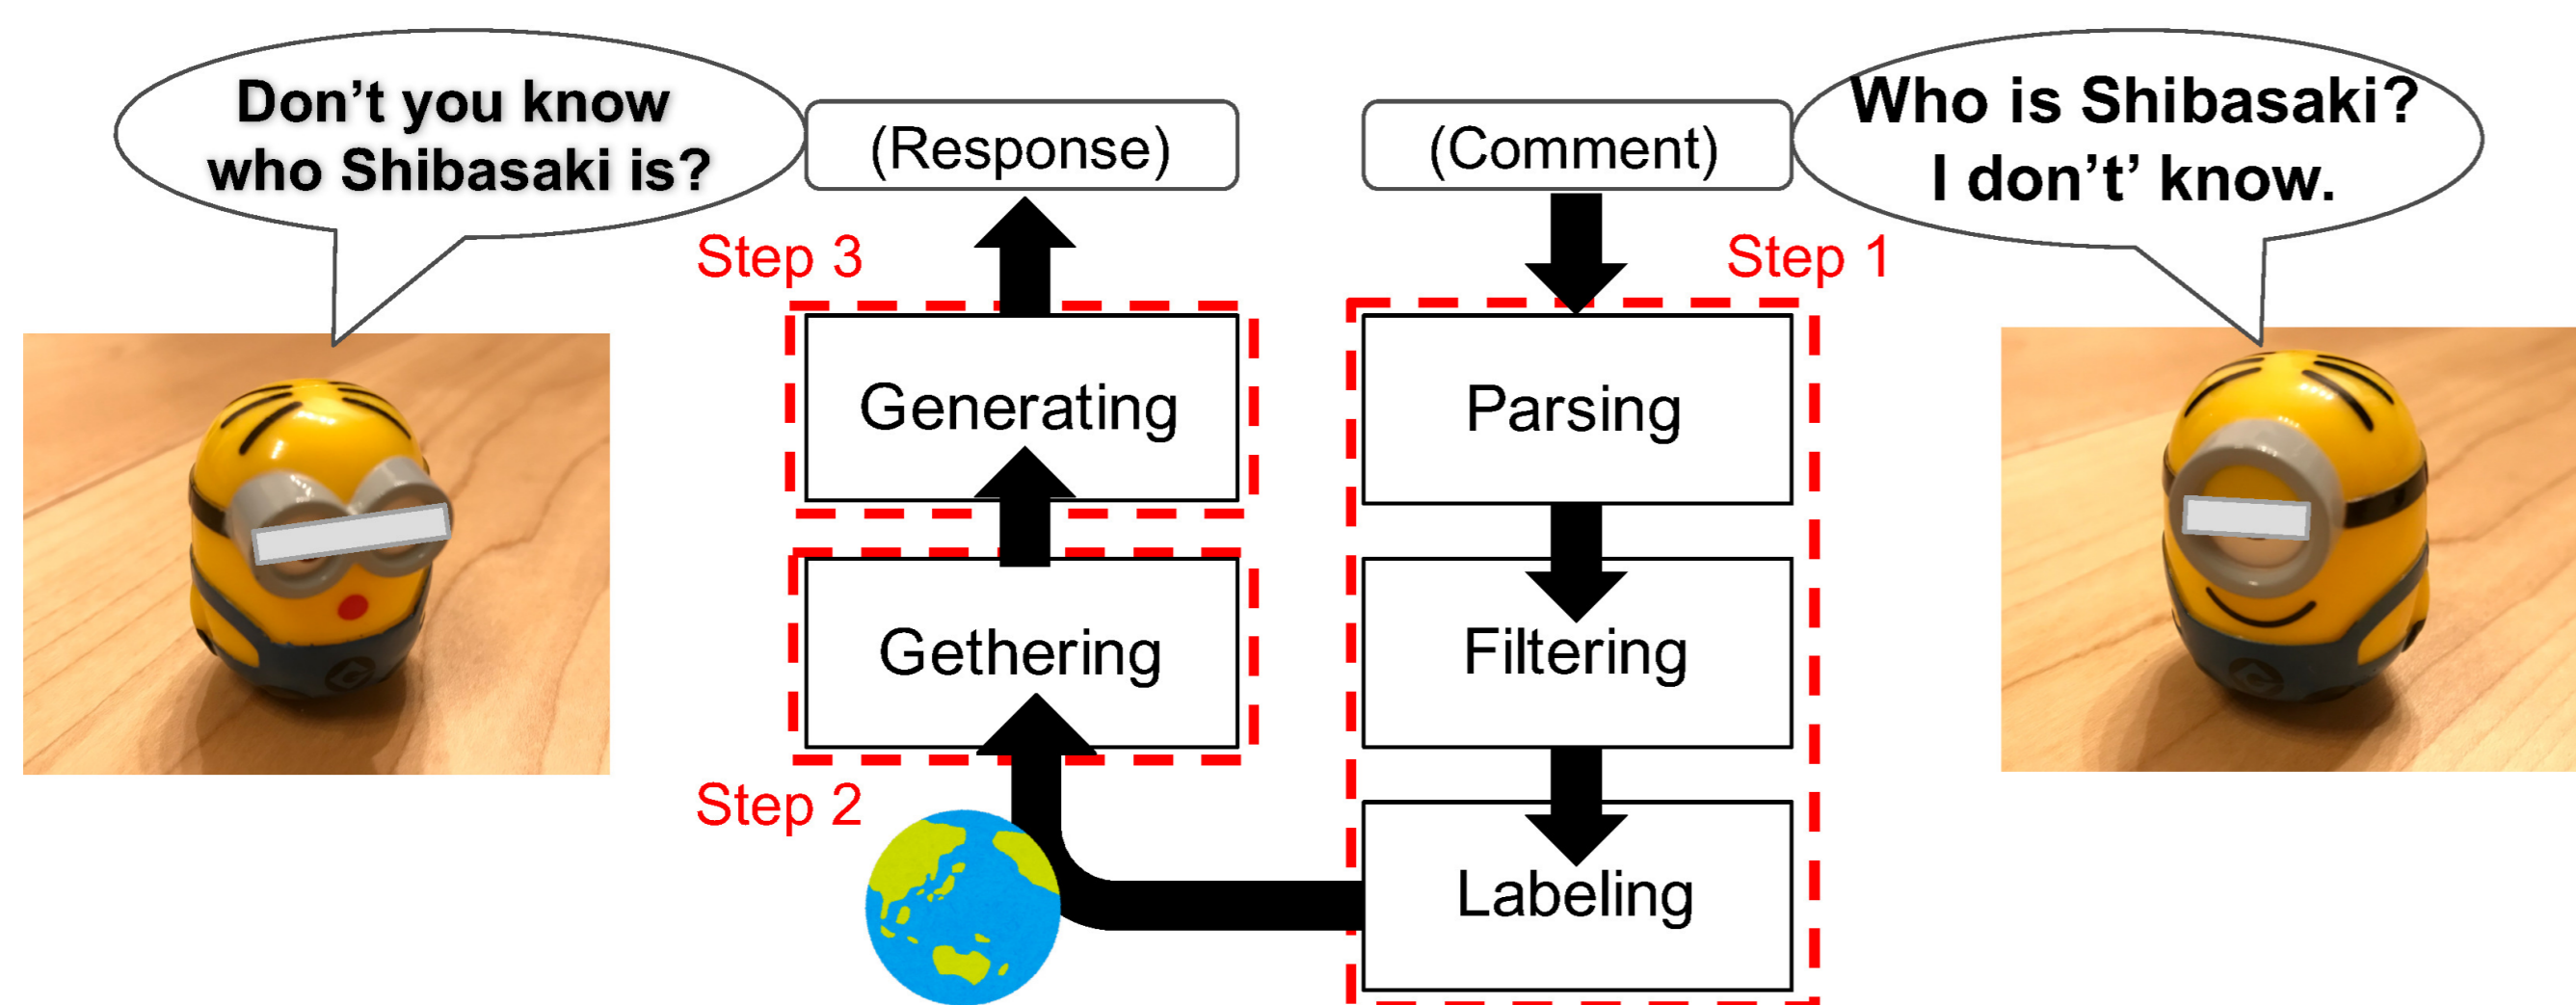 Don't you know
who Shibasaki is?
(Response)
(Comment)
Who is Shibasaki?
I don't' know.
Step 3
Step 1
Generating
Parsing
Gethering
Filtering
Step 2
Labeling